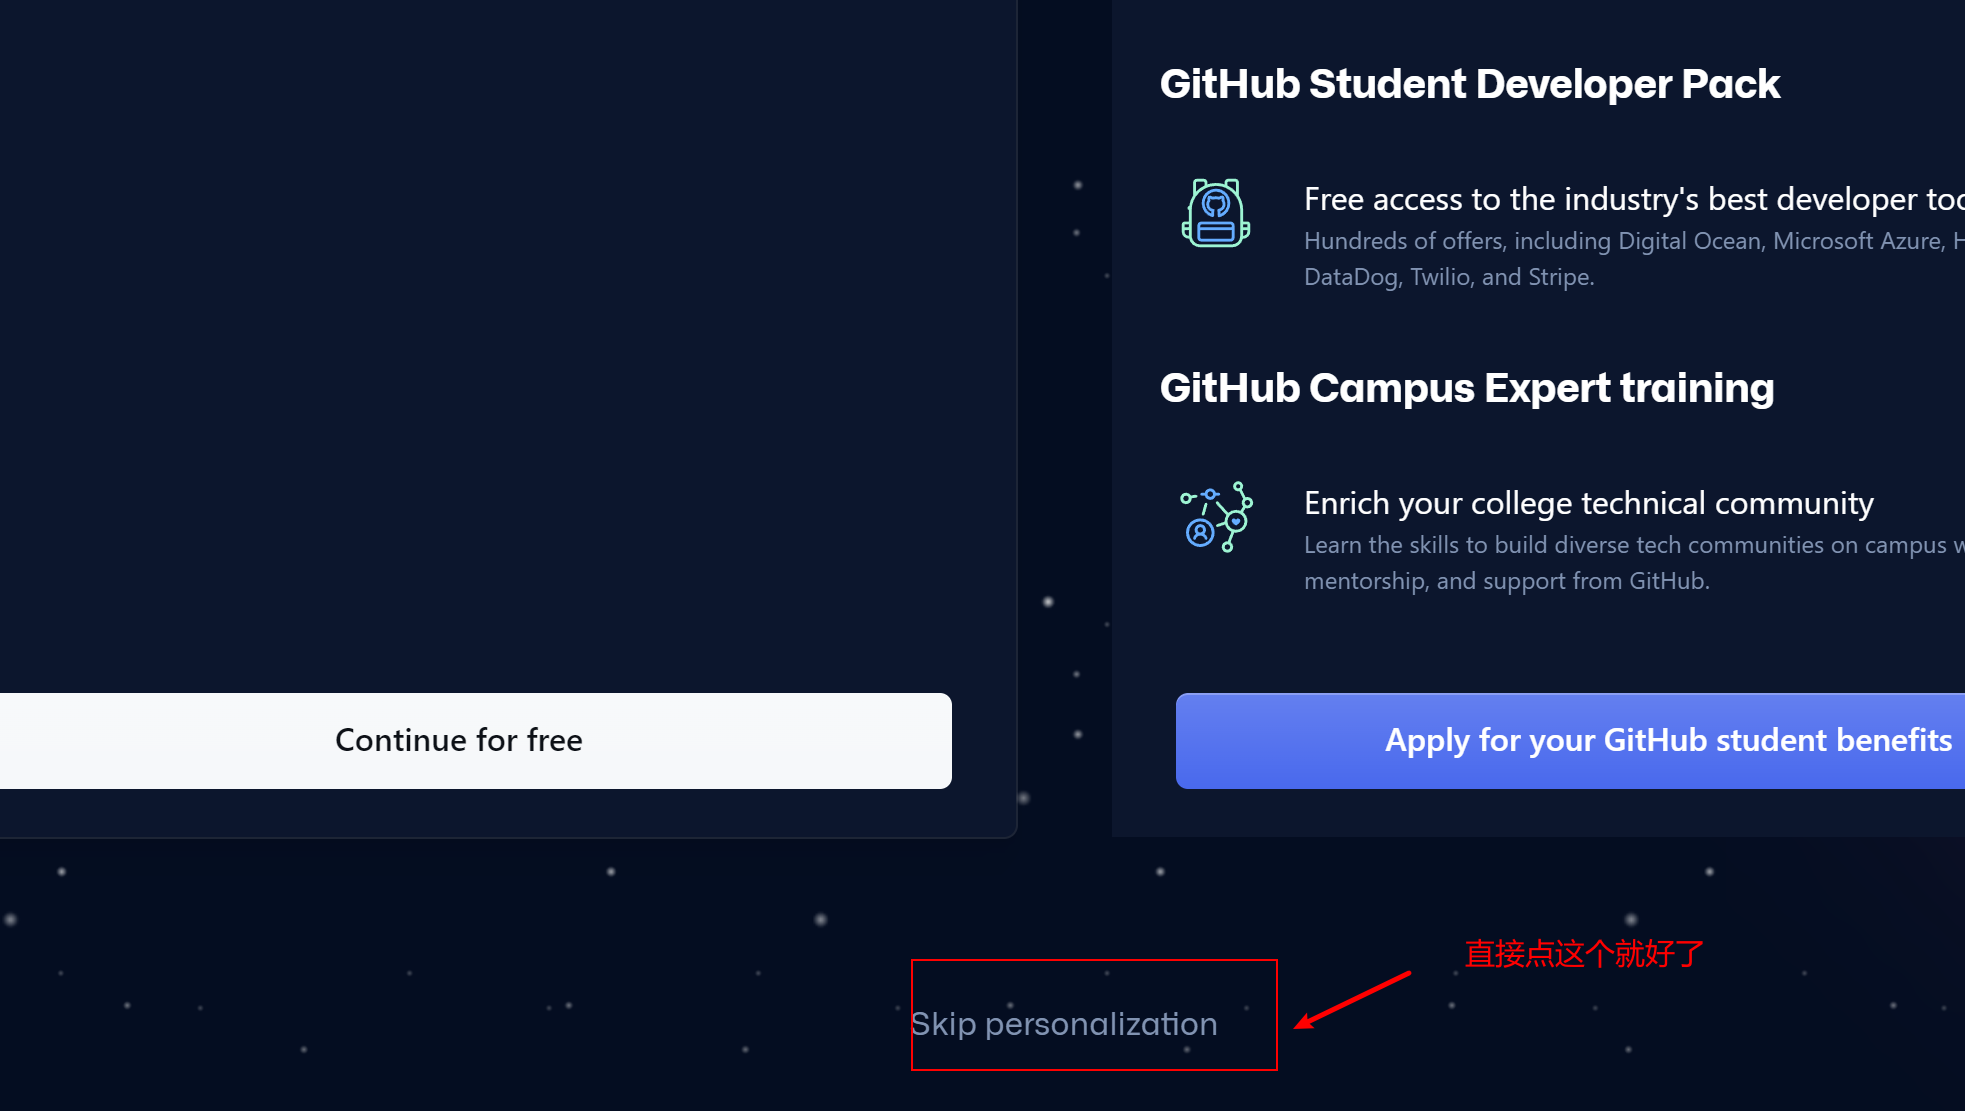 GitHub Student Developer Pack
Free access to the industry's best developer too
Hundreds of offers, including Digital Ocean, Microsoft Azure, H
DataDog, Twilio, and Stripe.
GitHub Campus Expert training
Enrich your college technical community
Learn the skills to build diverse tech communities on campus w
mentorship, and support from GitHub.
Continue for free
Apply for your GitHub student benefits
直接点这个就好了
Skip personalization